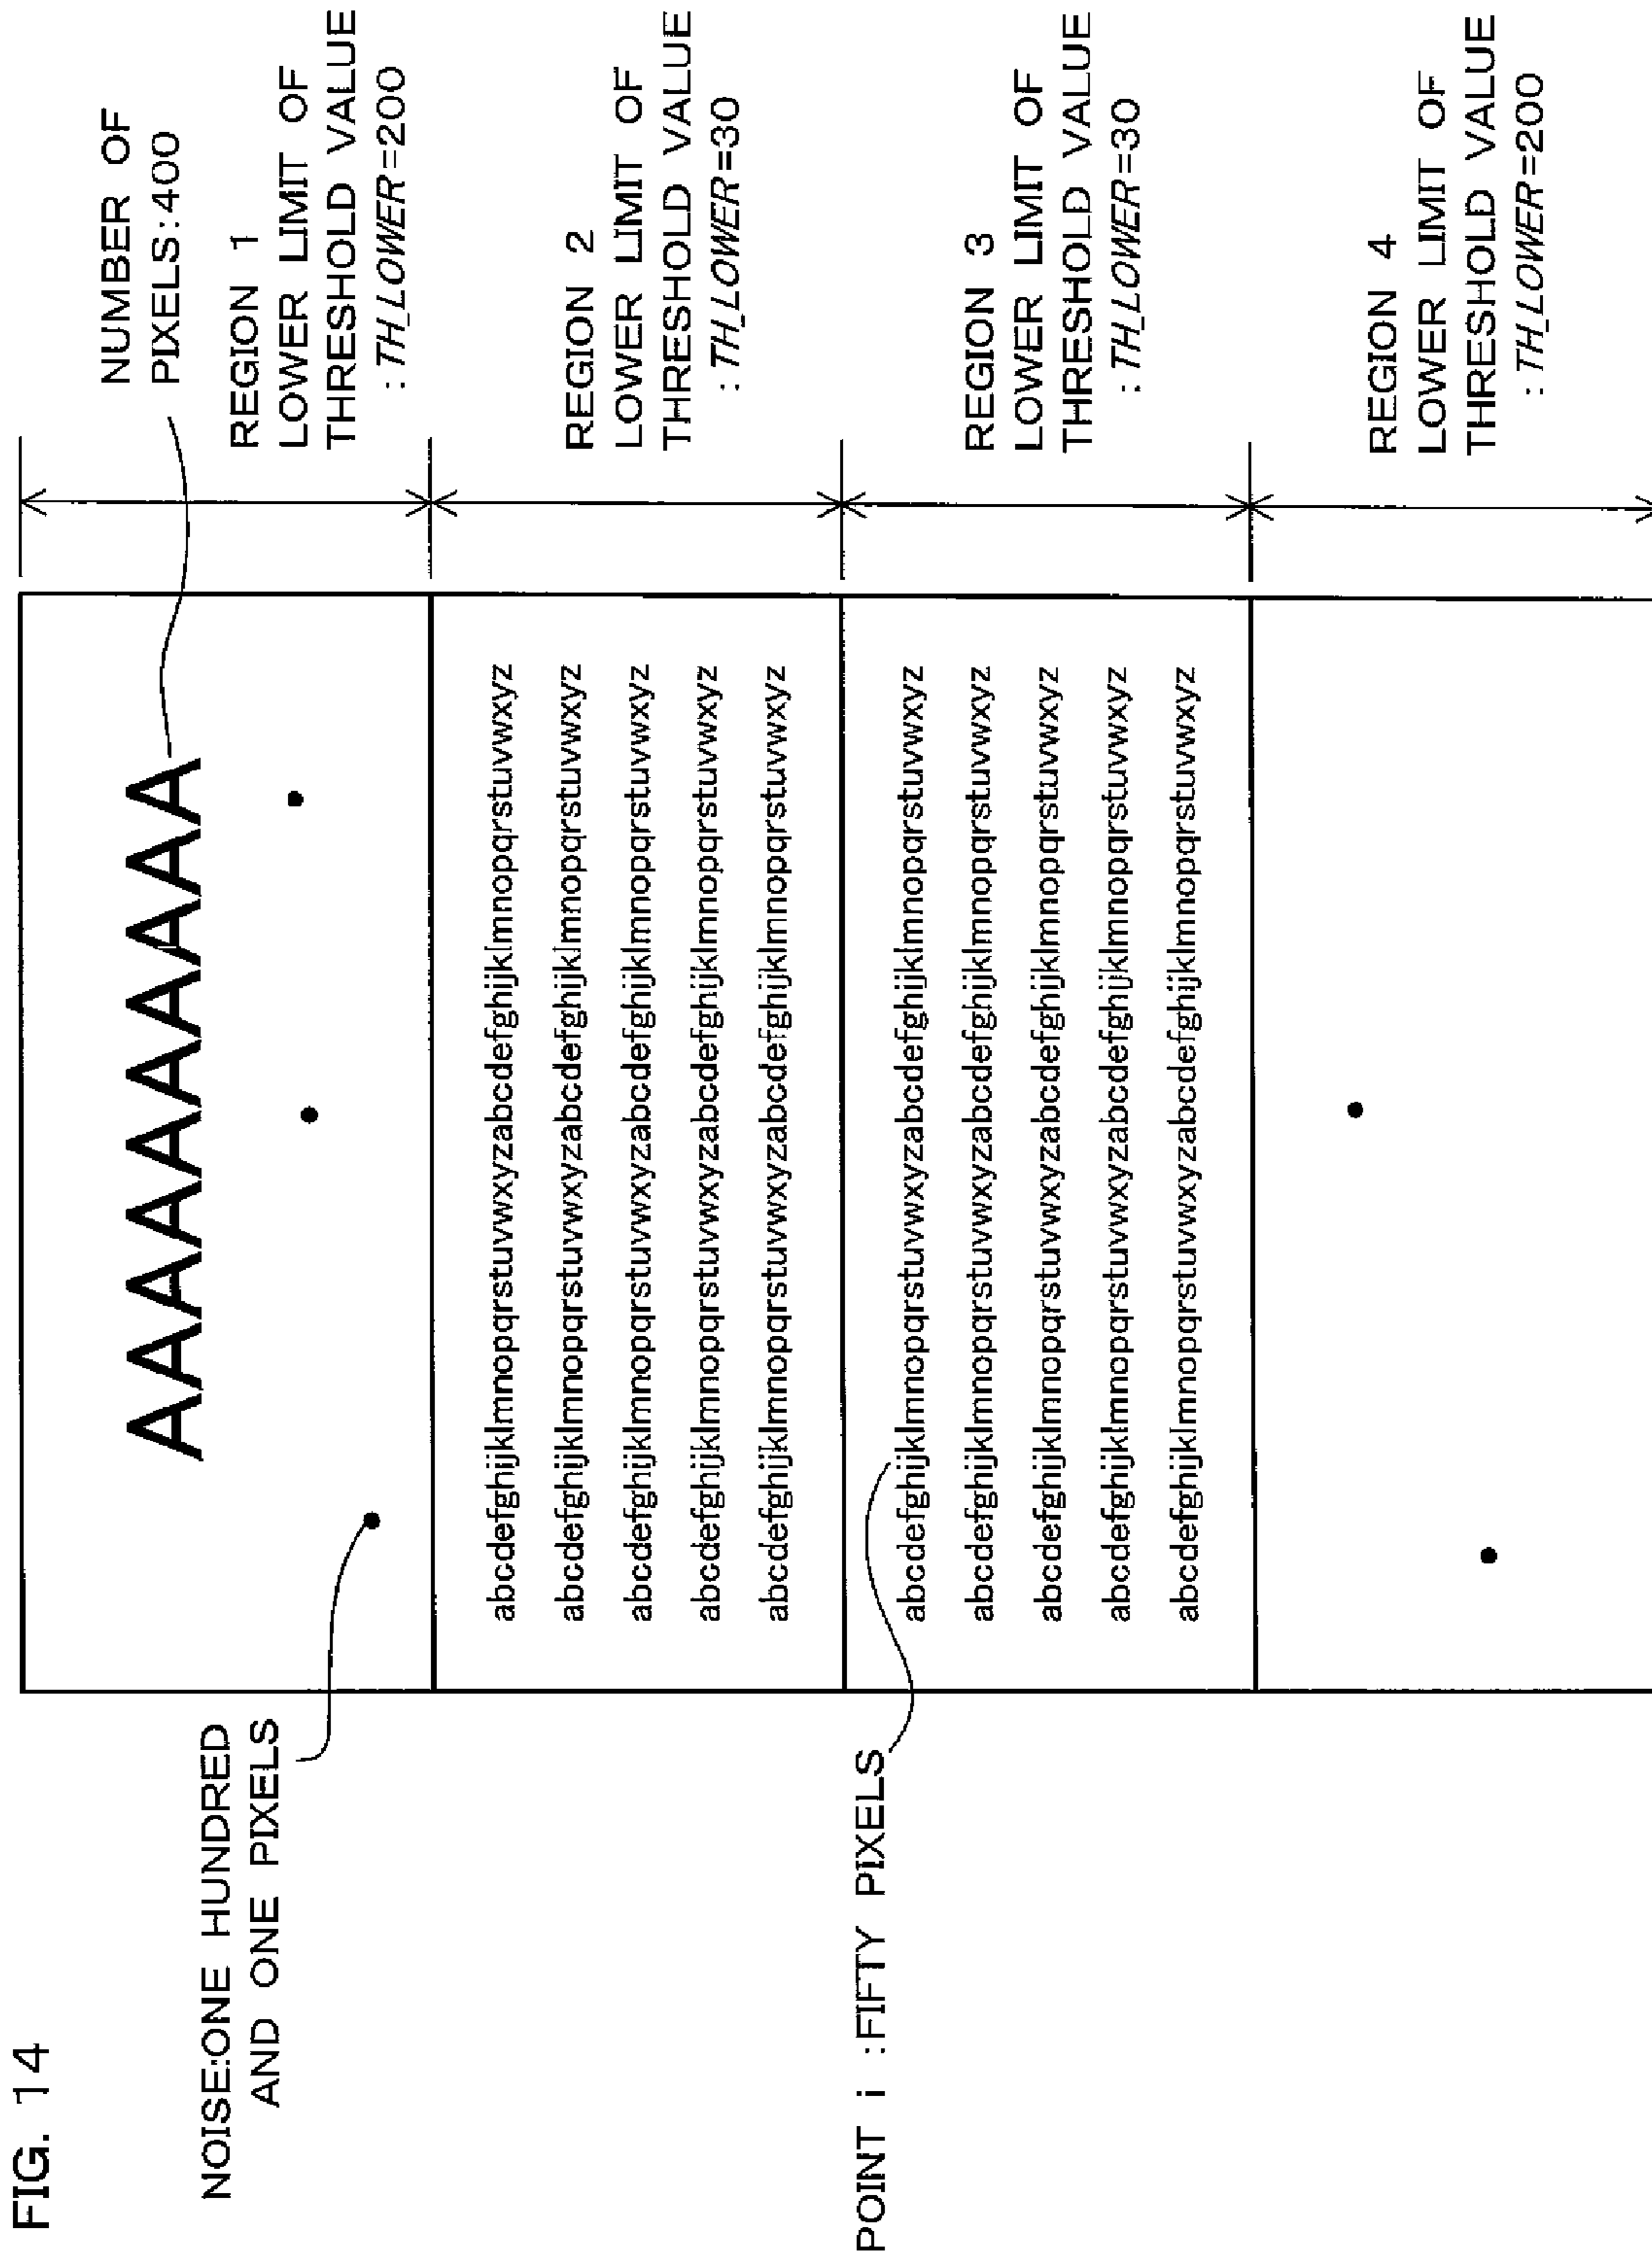 FIG. 14
NUMBER OF
PIXELS:400
AAAAAAAAAA
NOISE:ONE HUNDRED
AND ONE PIXELS
REGION 1
LOWER LIMIT OF
THRESHOLD VALUE
: TH_LOWER=200
abcdefghijklmnopqrstuvwxyzabcdefghijklmnopqrstuvwxyz
abcdefghijklmnopqrstuvwxyzabcdefghijklmnopqrstuvwxyz
abcdefghijklmnopqrstuvwxyzabcdefghijklmnopqrstuvwxyz
abcdefghijklmnopqrstuvwxyzabcdefghijklmnopqrstuvwxyz
abcdefghijklmnopqrstuvwxyzabcdefghijklmnopqrstuvwxyz
REGION 2
LOWER LIMIT OF
THRESHOLD VALUE
: TH_LOWER=30
POINT i :FIFTY PIXELS
abcdefghijklmnopqrstuvwxyzabcdefghijklmnopqrstuvwxyz
abcdefghijklmnopqrstuvwxyzabcdefghijklmnopqrstuvwxyz
abcdefghijklmnopqrstuvwxyzabcdefghijklmnopqrstuvwxyz
abcdefghijklmnopqrstuvwxyzabcdefghijklmnopqrstuvwxyz
abcdefghijklmnopqrstuvwxyzabcdefghijklmnopqrstuvwxyz
REGION 3
LOWER LIMIT OF
THRESHOLD VALUE
: TH_LOWER=30
REGION 4
LOWER LIMIT OF
THRESHOLD VALUE
: TH_LOWER=200